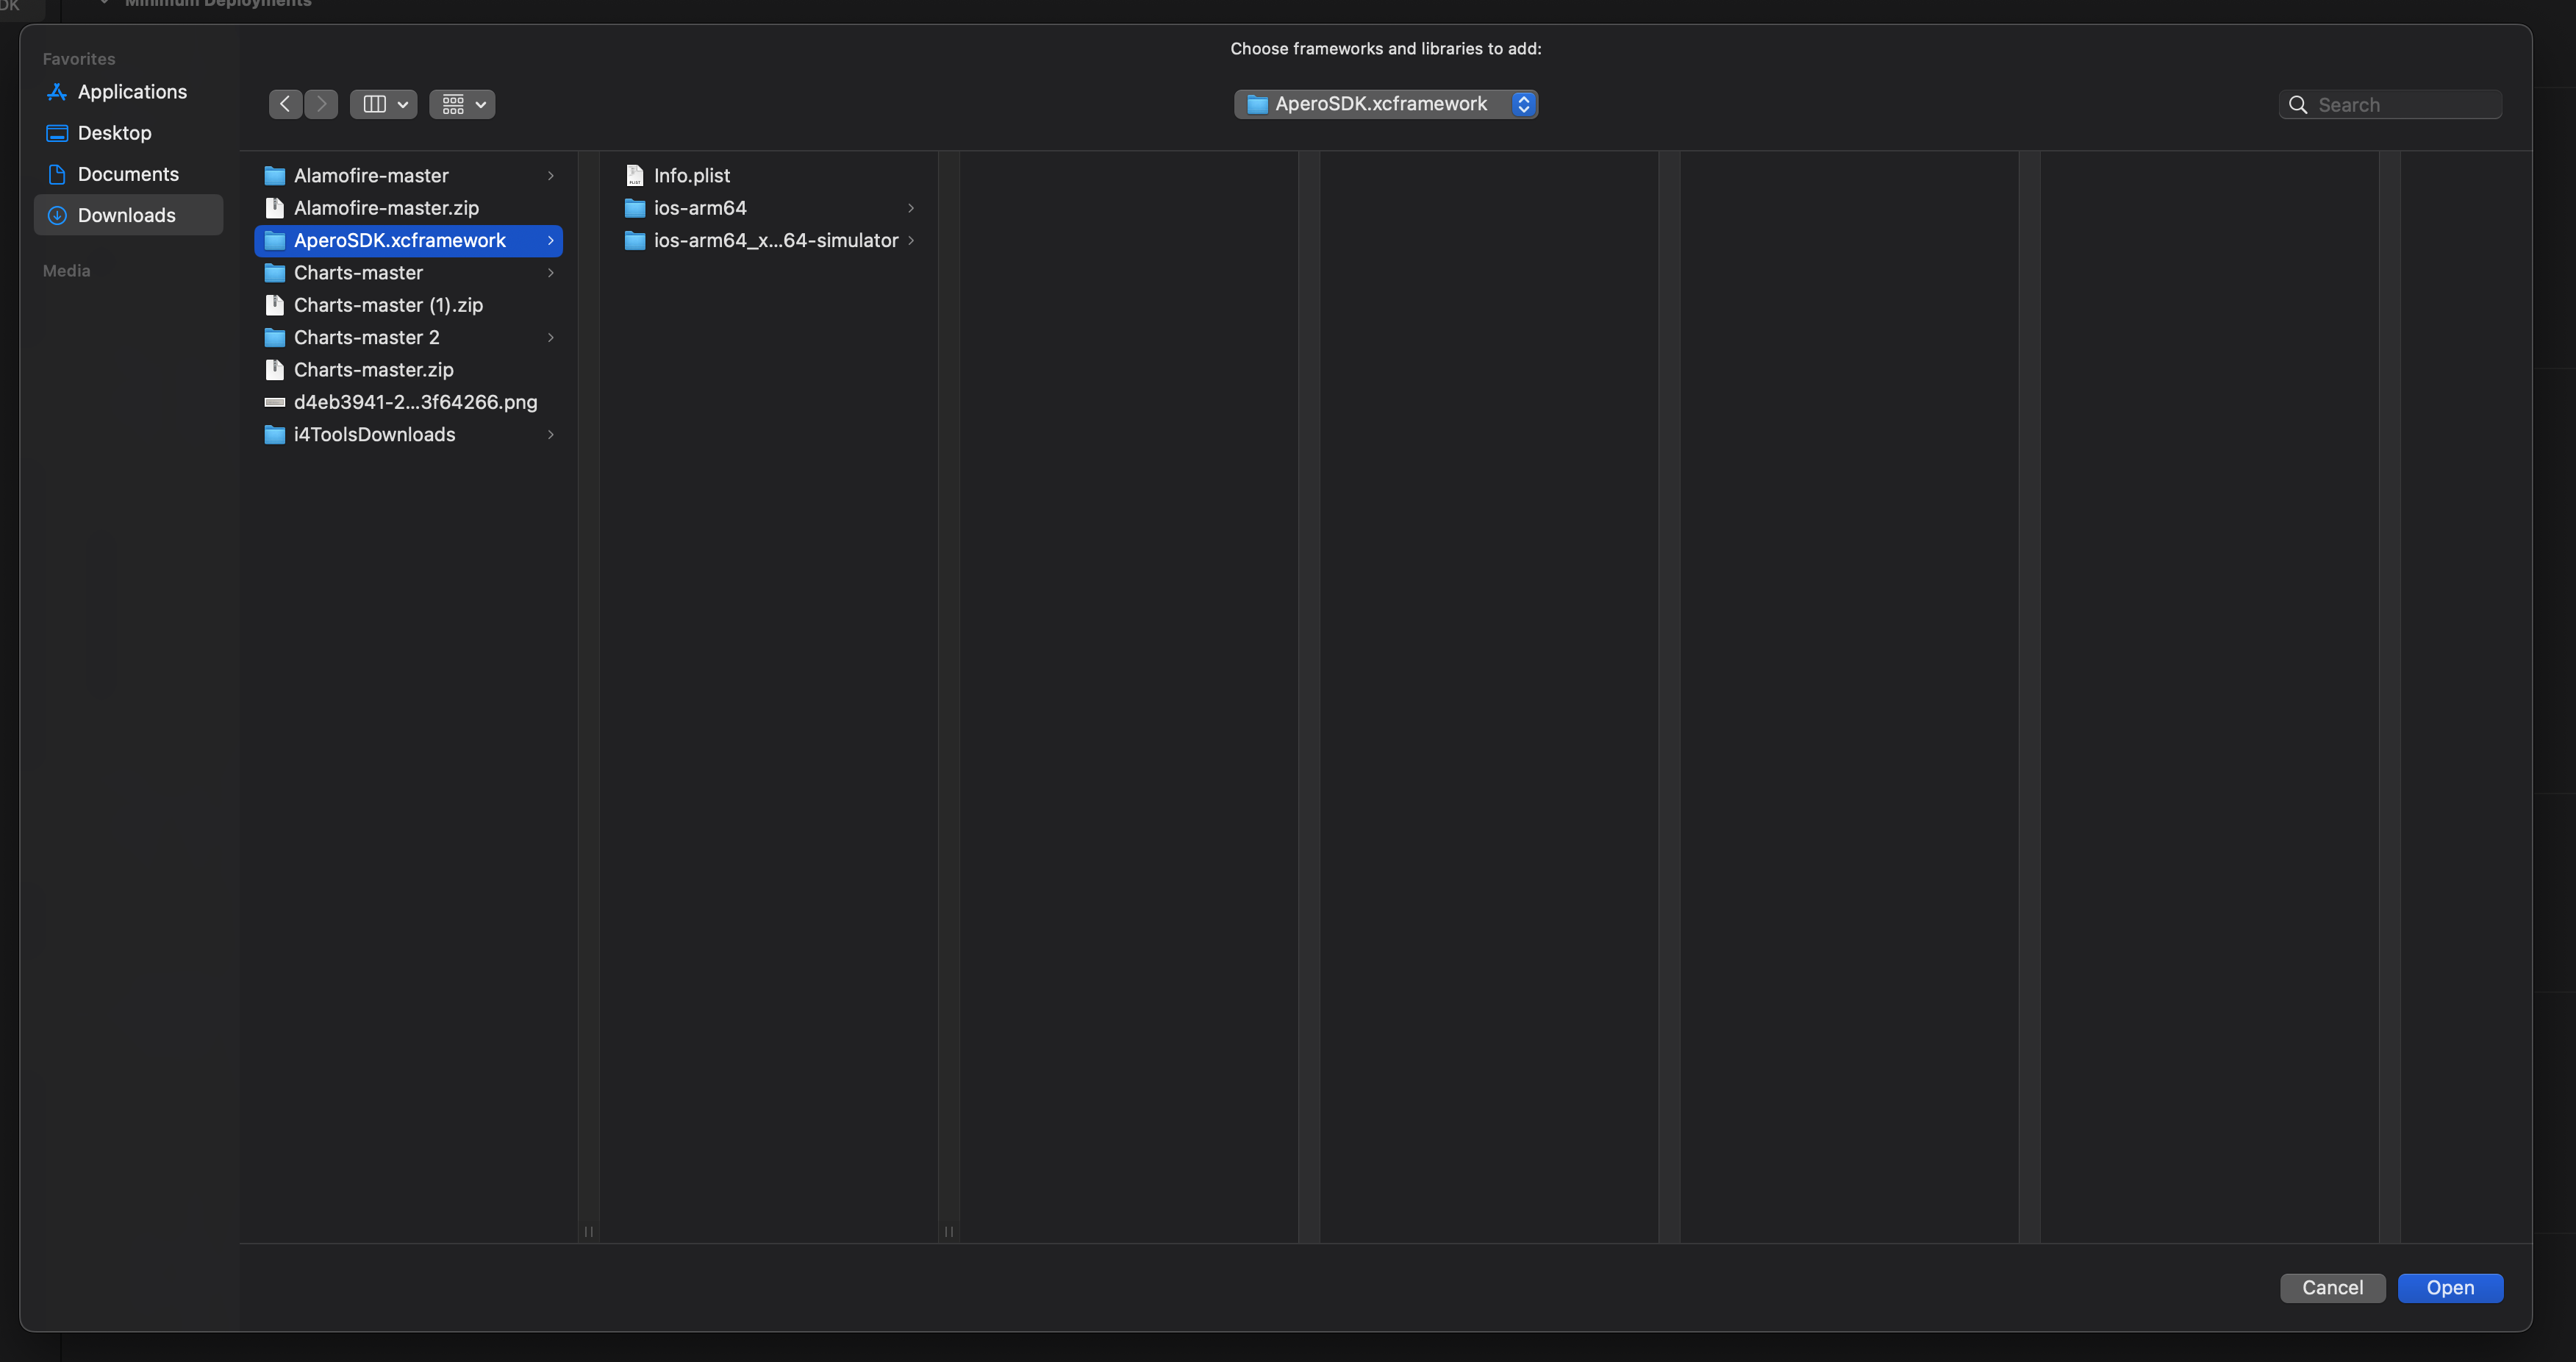 DK
Minimum Deployments
Choose frameworks and libraries to add:
Favorites
Applications
Desktop
Documents
Downloads
Media
AperoSDK.xcframework
Search
Alamofire-master
Alamofire-master.zip
AperoSDK.xcframework
Charts-master
Charts-master (1).zip
Charts-master 2
Charts-master.zip
d4eb3941-2...3f64266.png
i4ToolsDownloads
Info.plist
ios-arm64
ios-arm64_x...64-simulator
Cancel
Open